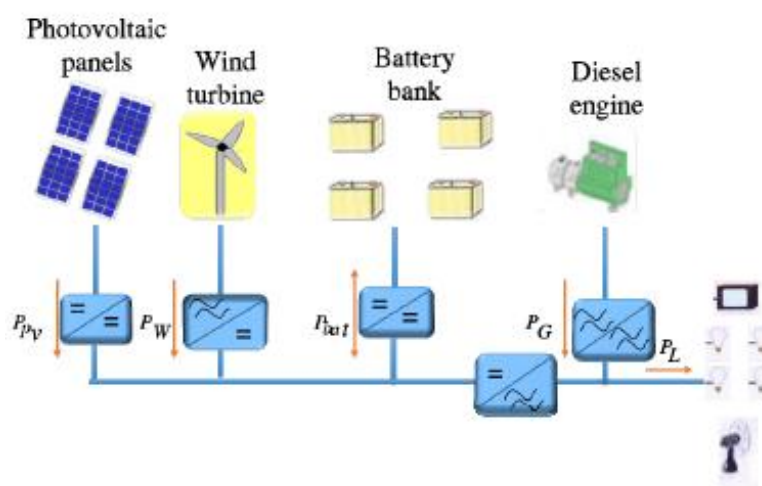 Photovoltaic
panels
Wind
turbine
Battery
bank
Diesel
engine
P_pv
P_W
P_bat
P_G
P_L